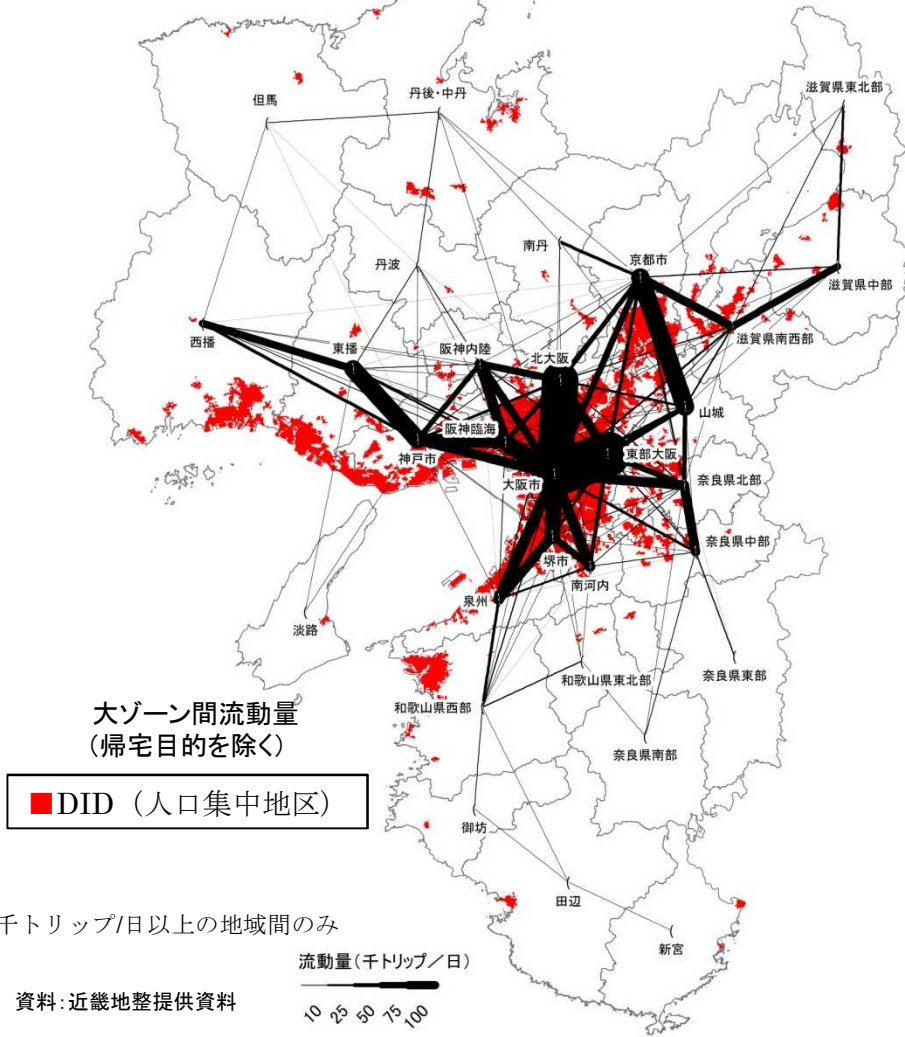 滋賀県東北部
丹後・中丹
但馬
南丹
京都市
丹波
滋賀県中部
西播
東播
阪神内陸
北大阪
滋賀県南西部
山城
阪神臨海
神戸市
東部大阪
大阪市
奈良県北部
奈良県中部
堺市
南河内
泉州
淡路
奈良県東部
和歌山県東北部
和歌山県西部
大ゾーン間流動量
(帰宅目的を除く)
奈良県南部
■DID（人口集中地区）
御坊
田辺
千トリップ/日以上の地域間のみ
新宮
流動量(千トリップ／日)
資料:近畿地整提供資料
10 25 50 75 100